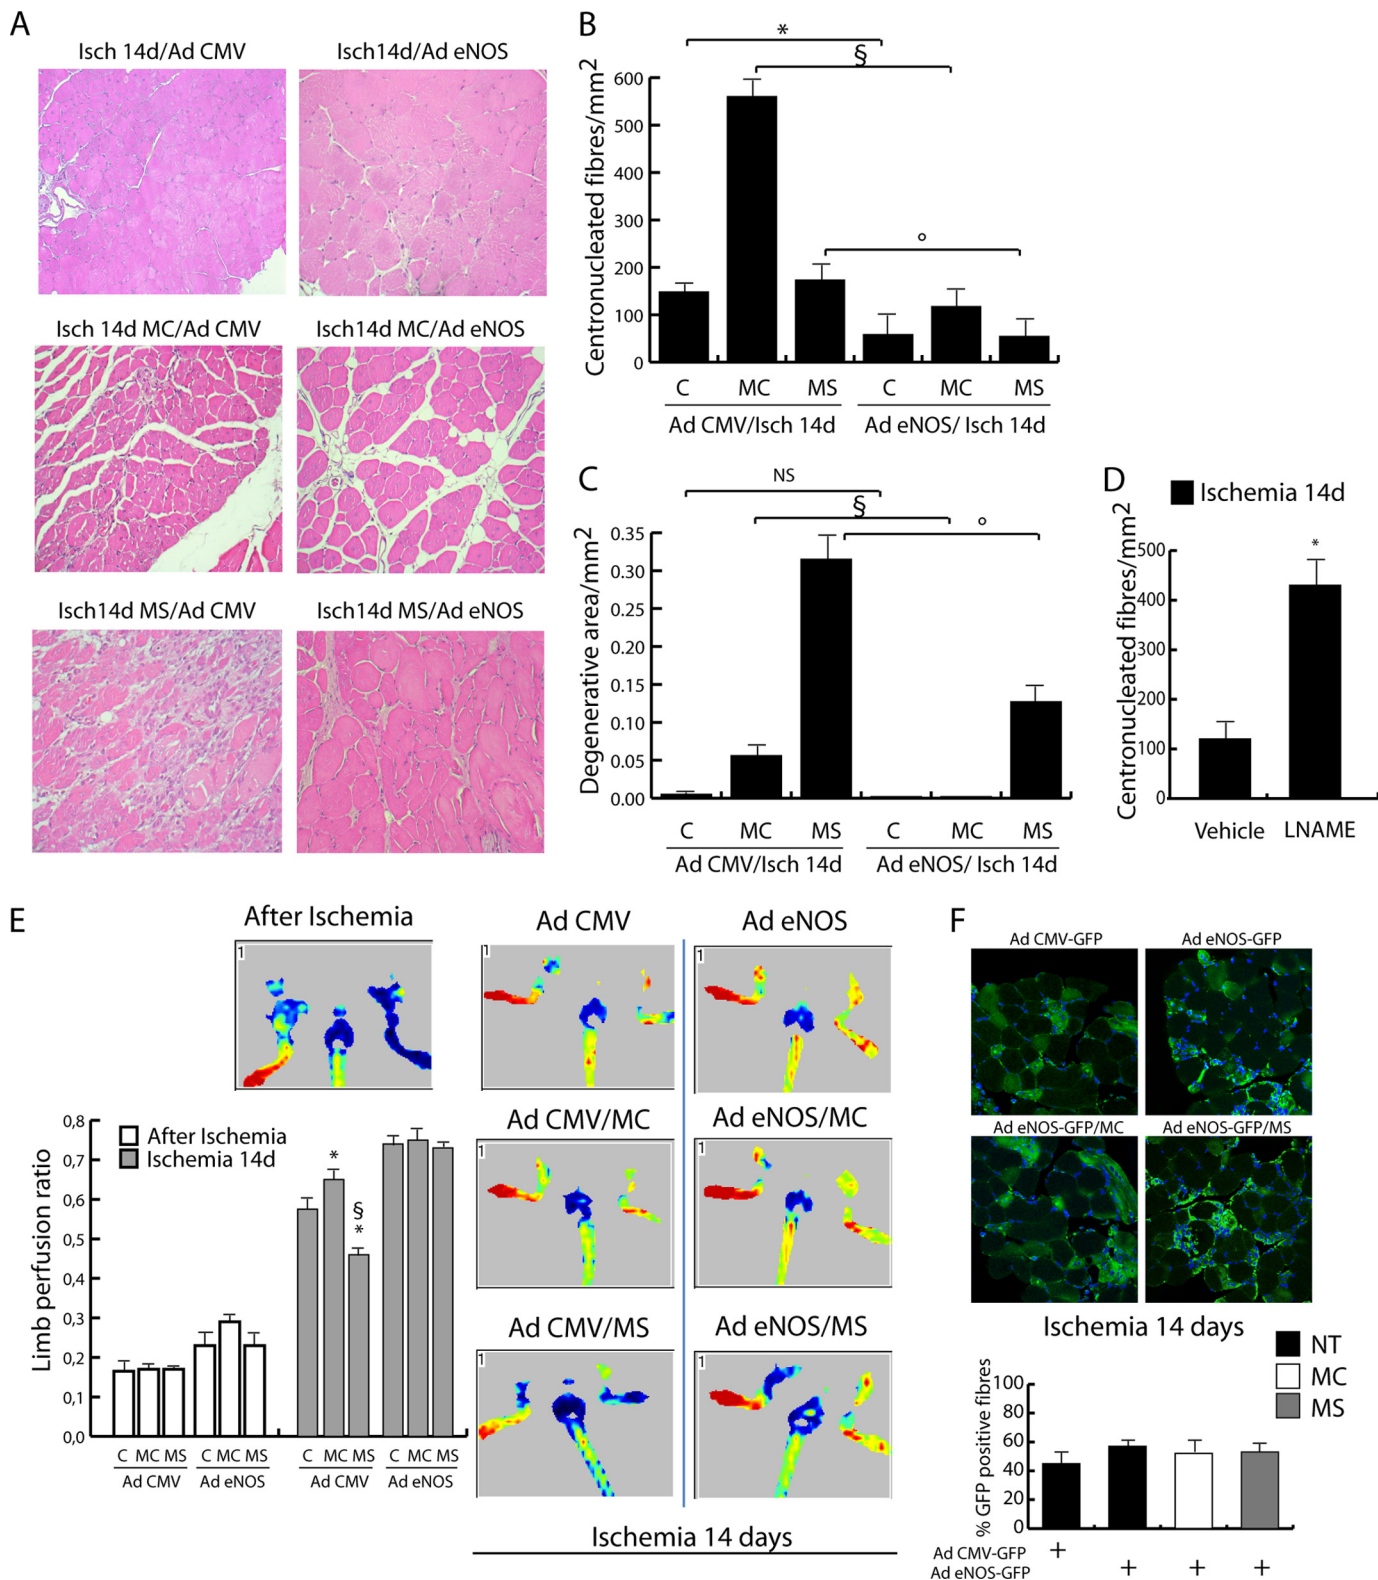 A
Isch 14d/Ad CMV
Isch14d/Ad eNOS
Isch 14d MC/Ad CMV
Isch14d MC/Ad eNOS
Isch14d MS/Ad CMV
Isch14d MS/Ad eNOS
B
*
§
°
Centronucleated fibres/mm2
600
500
400
300
200
100
0
C MC MS C MC MS
Ad CMV/Isch 14d Ad eNOS/ Isch 14d
C
NS
§
°
Degenerative area/mm2
0.35
0.30
0.25
0.20
0.15
0.10
0.05
0.00
C MC MS C MC MS
Ad CMV/Isch 14d Ad eNOS/ Isch 14d
D
Ischemia 14d
*
Centronucleated fibres/mm2
500
400
300
200
100
0
Vehicle LNAME
E
After Ischemia
1
Ad CMV
1
Ad eNOS
1
Ad CMV/MC
1
Ad eNOS/MC
1
Ad CMV/MS
1
Ad eNOS/MS
1
Ischemia 14 days
After Ischemia
Ischemia 14d
Limb perfusion ratio
0,8
0,7
0,6
0,5
0,4
0,3
0,2
0,1
0,0
*
§
*
C MC MS C MC MS C MC MS C MC MS
Ad CMV Ad eNOS Ad CMV Ad eNOS
F
Ad CMV-GFP
Ad eNOS-GFP
Ad eNOS-GFP/MC
Ad eNOS-GFP/MS
Ischemia 14 days
NT
MC
MS
% GFP positive fibres
100
80
60
40
20
0
Ad CMV-GFP +
Ad eNOS-GFP + + +